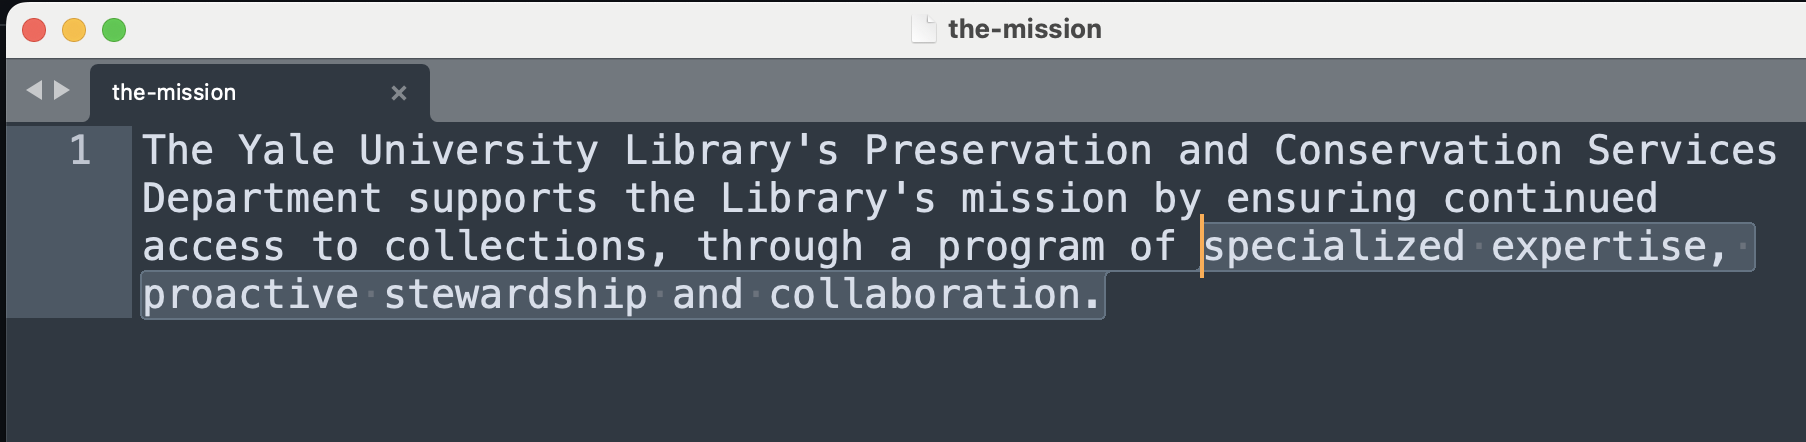 the-mission
the-mission
1 The Yale University Library's Preservation and Conservation Services
Department supports the Library's mission by ensuring continued
access to collections, through a program of specialized expertise,
proactive stewardship and collaboration.